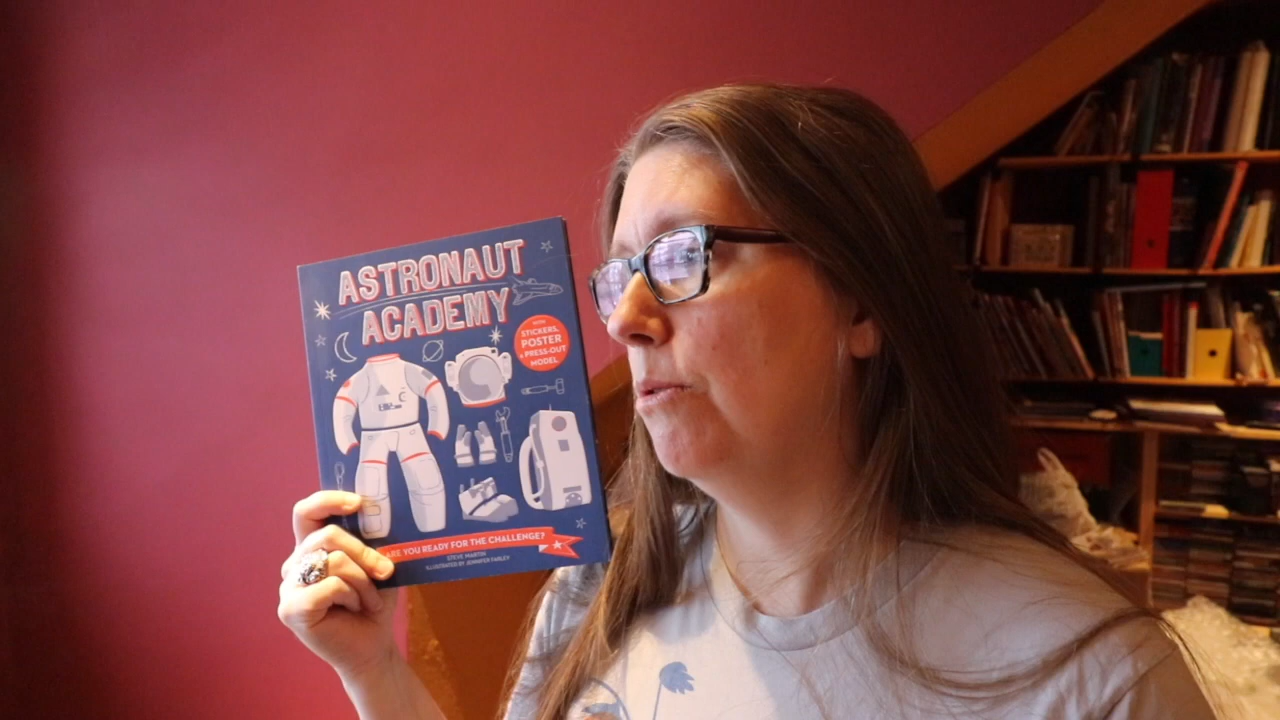 ASTRONAUT
ACADEMY
WITH
STICKERS,
POSTER
& PRESS-OUT
MODEL
ARE YOU READY FOR THE CHALLENGE?
STEVE MARTIN
ILLUSTRATED BY JENNIFER FARLEY